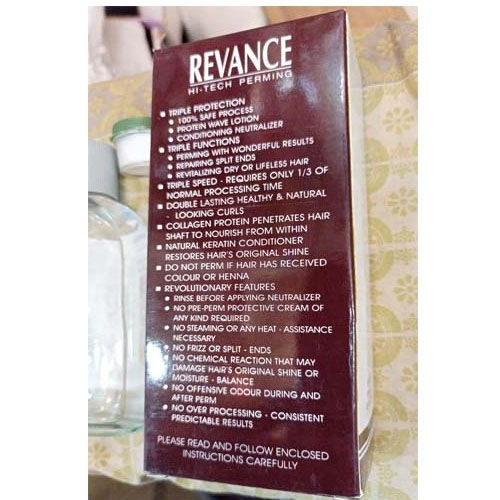 REVANCE
HI-TECH PERMING
▪ TRIPLE PROTECTION
• 100% SAFE PROCESS
• PROTEIN WAVE LOTION
• CONDITIONING NEUTRALIZER
▪ TRIPLE FUNCTIONS
• PERMING WITH WONDERFUL RESULTS
• REPAIRING SPLIT ENDS
• REVITALIZING DRY OR LIFELESS HAIR
▪ TRIPLE SPEED - REQUIRES ONLY 1/3 OF
NORMAL PROCESSING TIME
▪ DOUBLE LASTING HEALTHY & NATURAL
- LOOKING CURLS
▪ COLLAGEN PROTEIN PENETRATES HAIR
SHAFT TO NOURISH FROM WITHIN
▪ NATURAL KERATIN CONDITIONER
RESTORES HAIR'S ORIGINAL SHINE
▪ DO NOT PERM IF HAIR HAS RECEIVED
COLOUR OR HENNA
▪ REVOLUTIONARY FEATURES
• RINSE BEFORE APPLYING NEUTRALIZER
• NO PRE-PERM PROTECTIVE CREAM OF
ANY KIND REQUIRED
• NO STEAMING OR ANY HEAT - ASSISTANCE
NECESSARY
• NO FRIZZ OR SPLIT - ENDS
• NO CHEMICAL REACTION THAT MAY
DAMAGE HAIR'S ORIGINAL SHINE OR
MOISTURE - BALANCE
• NO OFFENSIVE ODOUR DURING AND
AFTER PERM
• NO OVER PROCESSING - CONSISTENT
PREDICTABLE RESULTS
PLEASE READ AND FOLLOW ENCLOSED
INSTRUCTIONS CAREFULLY